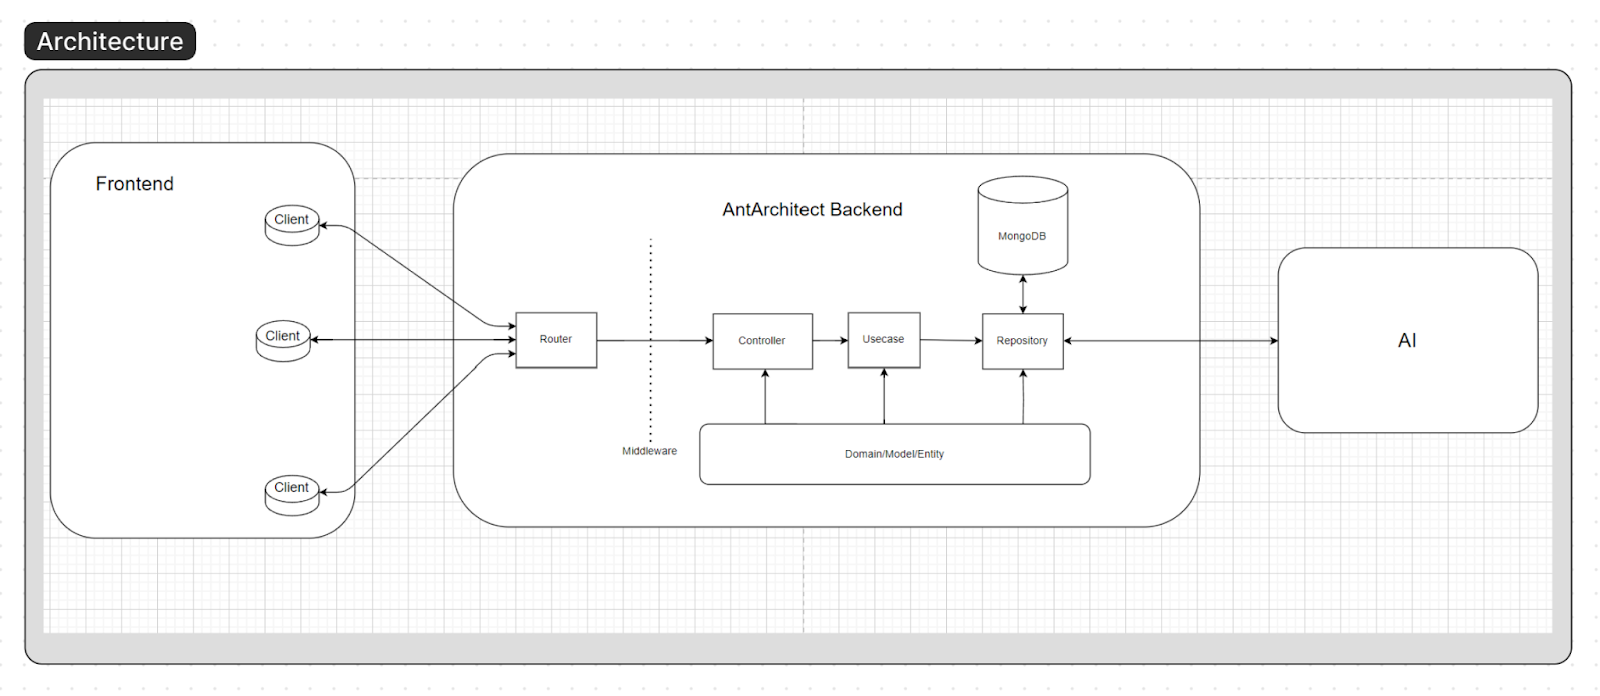 Architecture
Frontend
Client
Client
Client
AntArchitect Backend
MongoDB
Router
Middleware
Controller
Usecase
Repository
Domain/Model/Entity
AI